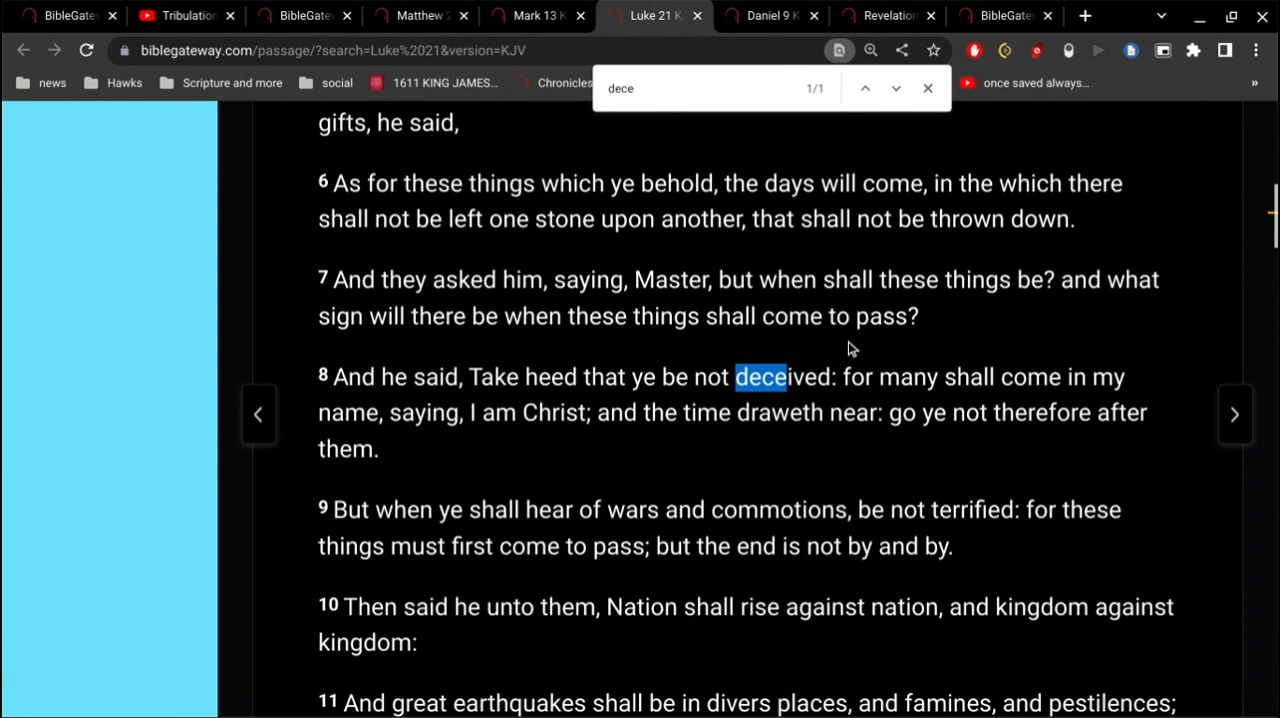 BibleGatew
Tribulation
BibleGatew
Matthew 2
Mark 13 K
Luke 21 K
Daniel 9 K
Revelation
BibleGatew
biblegateway.com/passage/?search=Luke%2021&version=KJV
news
Hawks
Scripture and more
social
1611 KING JAMES...
Chronicles
once saved always...
»
dece
1/1
gifts, he said,
6 As for these things which ye behold, the days will come, in the which there
shall not be left one stone upon another, that shall not be thrown down.
7 And they asked him, saying, Master, but when shall these things be? and what
sign will there be when these things shall come to pass?
8 And he said, Take heed that ye be not deceived: for many shall come in my
name, saying, I am Christ; and the time draweth near: go ye not therefore after
them.
9 But when ye shall hear of wars and commotions, be not terrified: for these
things must first come to pass; but the end is not by and by.
10 Then said he unto them, Nation shall rise against nation, and kingdom against
kingdom:
11 And great earthquakes shall be in divers places, and famines, and pestilences;